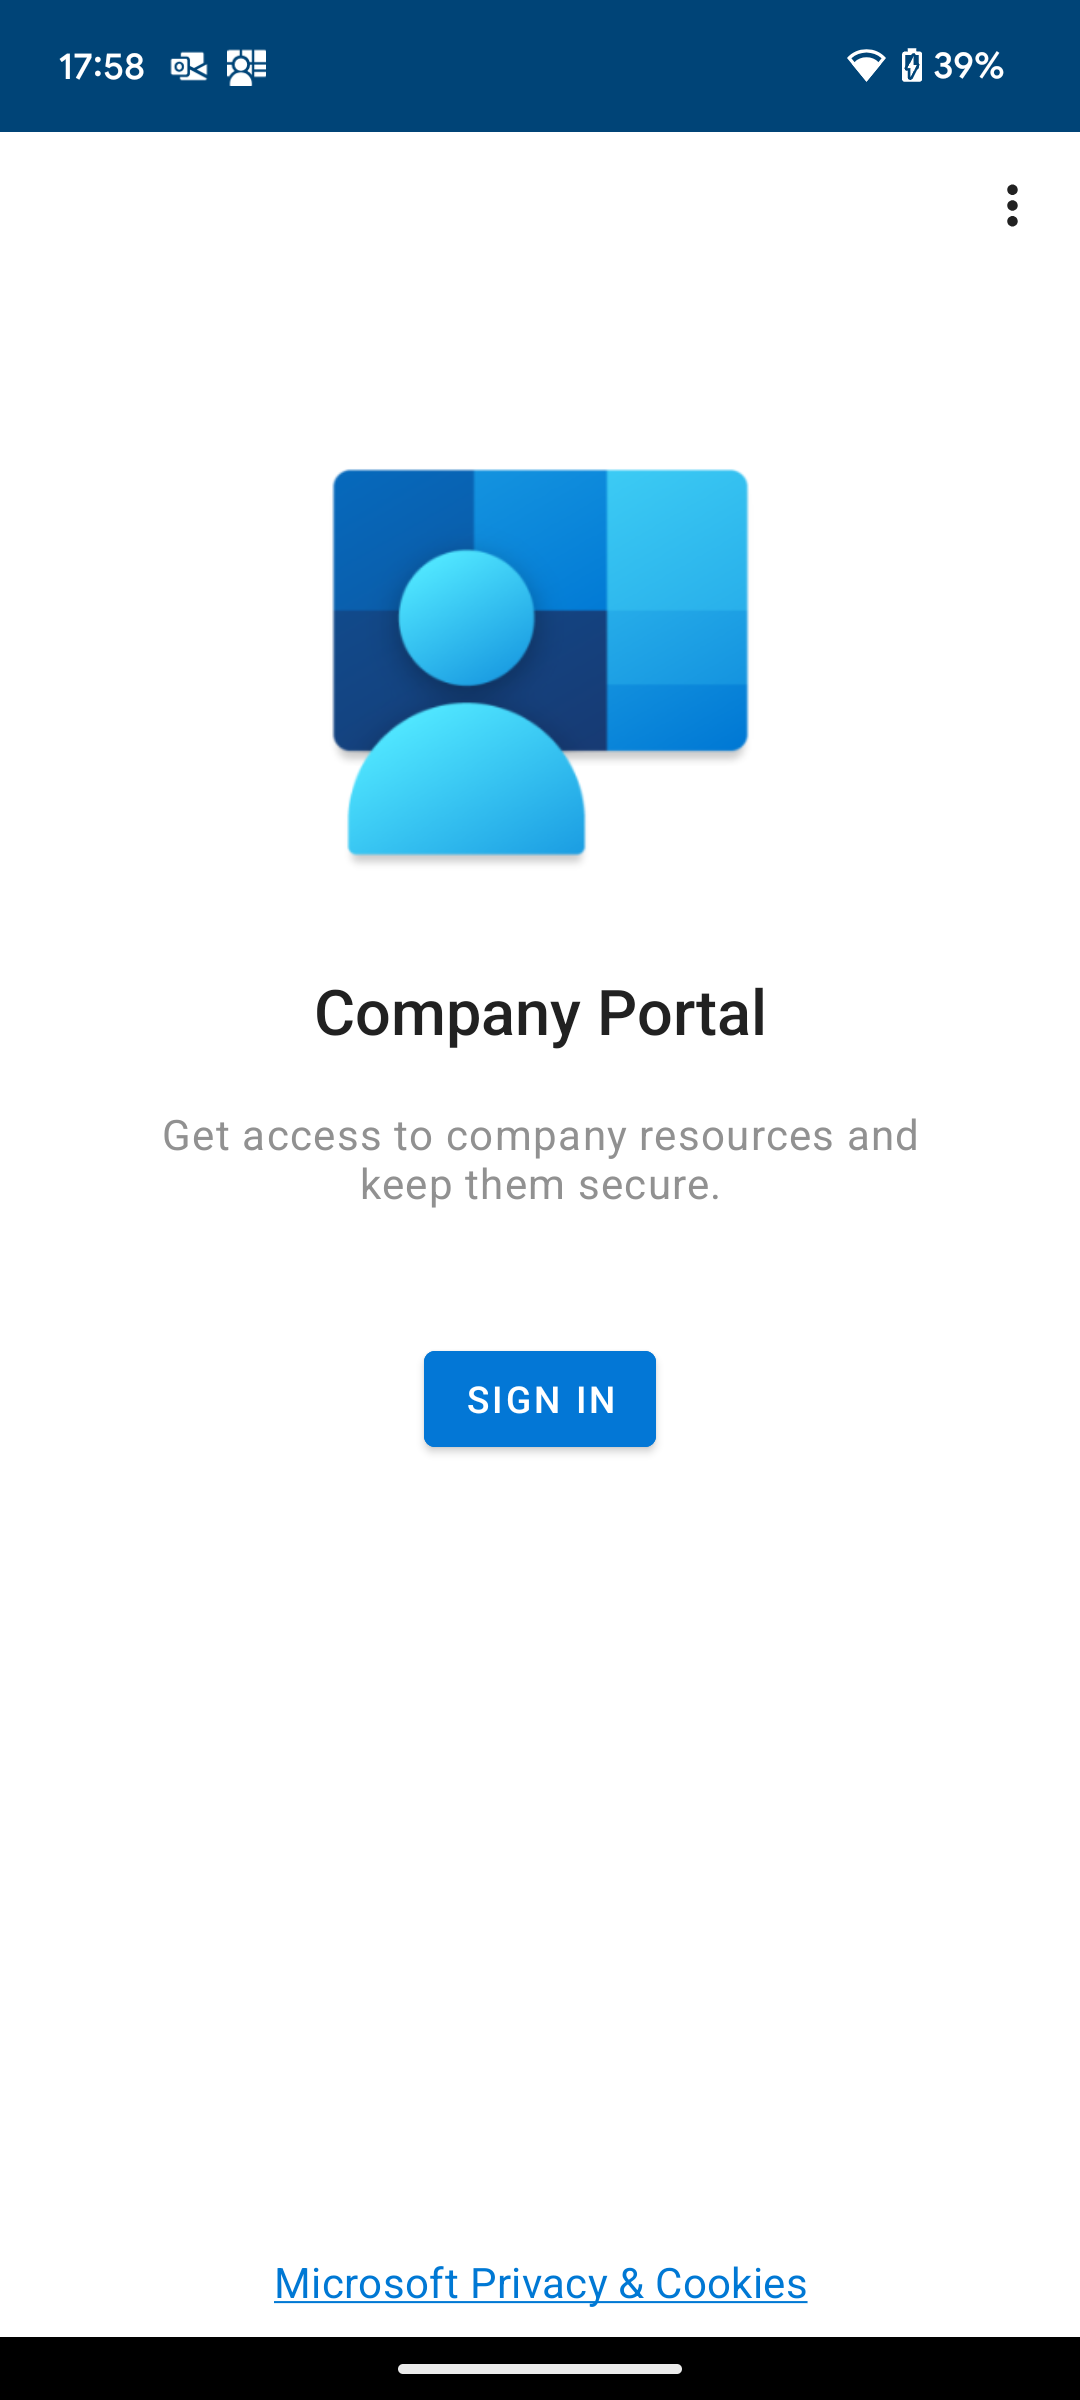 17:58
39%
Company Portal
Get access to company resources and
keep them secure.
SIGN IN
Microsoft Privacy & Cookies